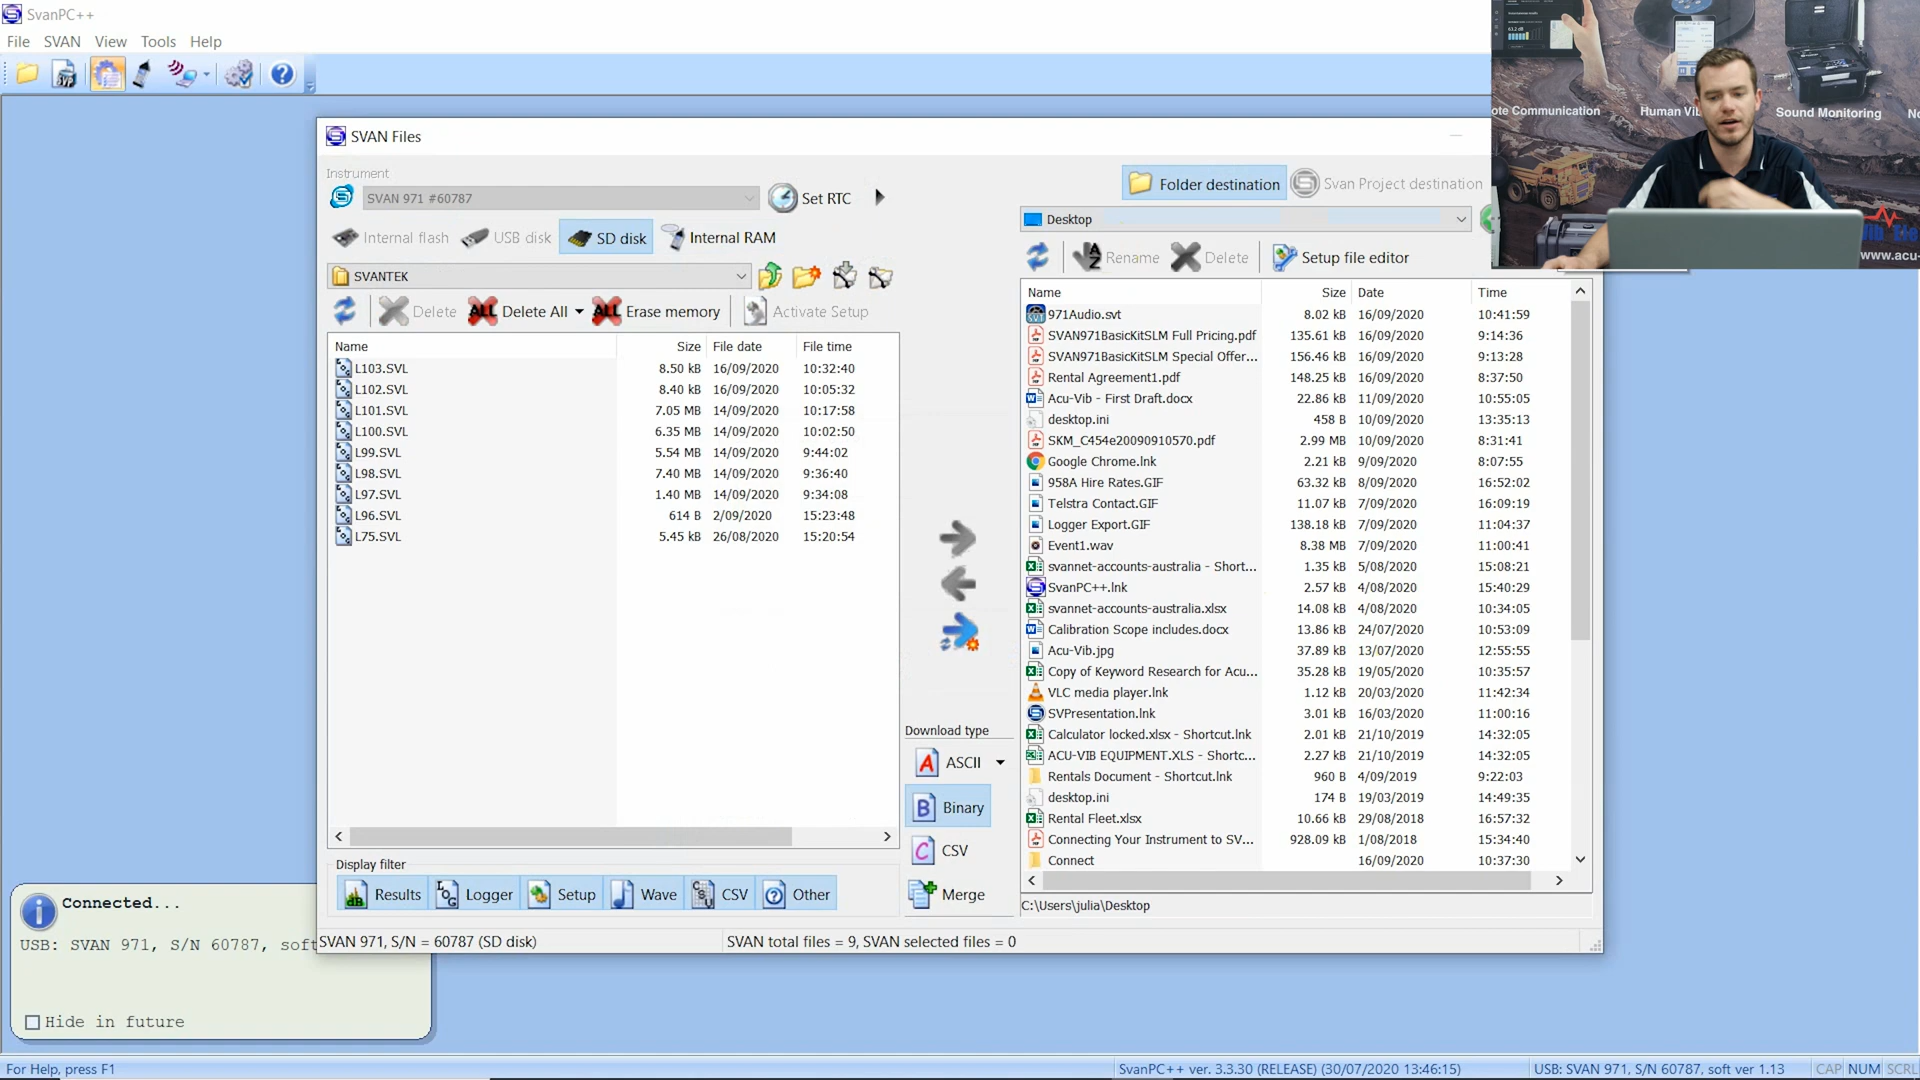 SvanPC++
File SVAN View Tools Help
SVAN Files
Instrument
SVAN 971 #60787
Set RTC
Internal flash USB disk SD disk Internal RAM
SVANTEK
Delete ALL Delete All ALL Erase memory Activate Setup
Name Size File date File time
L103.SVL 8.50 kB 16/09/2020 10:32:40
L102.SVL 8.40 kB 16/09/2020 10:05:32
L101.SVL 7.05 MB 14/09/2020 10:17:58
L100.SVL 6.35 MB 14/09/2020 10:02:50
L99.SVL 5.54 MB 14/09/2020 9:44:02
L98.SVL 7.40 MB 14/09/2020 9:36:40
L97.SVL 1.40 MB 14/09/2020 9:34:08
L96.SVL 614 B 2/09/2020 15:23:48
L75.SVL 5.45 kB 26/08/2020 15:20:54
Display filter
Results Logger Setup Wave CSV Other
SVAN 971, S/N = 60787 (SD disk) SVAN total files = 9, SVAN selected files = 0
Download type
A ASCII
B Binary
C CSV
Merge
Folder destination Svan Project destination
Desktop
Rename Delete Setup file editor
Name Size Date Time
971Audio.svt 8.02 kB 16/09/2020 10:41:59
SVAN971BasicKitSLM Full Pricing.pdf 135.61 kB 16/09/2020 9:14:36
SVAN971BasicKitSLM Special Offer... 156.46 kB 16/09/2020 9:13:28
Rental Agreement1.pdf 148.25 kB 16/09/2020 8:37:50
Acu-Vib - First Draft.docx 22.86 kB 11/09/2020 10:55:05
desktop.ini 458 B 10/09/2020 13:35:13
SKM_C454e20090910570.pdf 2.99 MB 10/09/2020 8:31:41
Google Chrome.lnk 2.21 kB 9/09/2020 8:07:55
958A Hire Rates.GIF 63.32 kB 8/09/2020 16:52:02
Telstra Contact.GIF 11.07 kB 7/09/2020 16:09:19
Logger Export.GIF 138.18 kB 7/09/2020 11:04:37
Event1.wav 8.38 MB 7/09/2020 11:00:41
svannet-accounts-australia - Short... 1.35 kB 5/08/2020 15:08:21
SvanPC++.lnk 2.57 kB 4/08/2020 15:40:29
svannet-accounts-australia.xlsx 14.08 kB 4/08/2020 10:34:05
Calibration Scope includes.docx 13.86 kB 24/07/2020 10:53:09
Acu-Vib.jpg 37.89 kB 13/07/2020 12:55:55
Copy of Keyword Research for Acu... 35.28 kB 19/05/2020 10:35:57
VLC media player.lnk 1.12 kB 20/03/2020 11:42:34
SVPresentation.lnk 3.01 kB 16/03/2020 11:00:16
Calculator locked.xlsx - Shortcut.lnk 2.01 kB 21/10/2019 14:32:05
ACU-VIB EQUIPMENT.XLS - Shortc... 2.27 kB 21/10/2019 14:32:05
Rentals Document - Shortcut.lnk 960 B 4/09/2019 9:22:03
desktop.ini 174 B 19/03/2019 14:49:35
Rental Fleet.xlsx 10.66 kB 29/08/2018 16:57:32
Connecting Your Instrument to SV... 928.09 kB 1/08/2018 15:34:40
Connect 16/09/2020 10:37:30
C:\Users\julia\Desktop
ote Communication Human Vi Sound Monitoring No
www.acu-
Connected...
USB: SVAN 971, S/N 60787, soft
Hide in future
For Help, press F1 SvanPC++ ver. 3.3.30 (RELEASE) (30/07/2020 13:46:15) USB: SVAN 971, S/N 60787, soft ver 1.13 CAP NUM SCRL